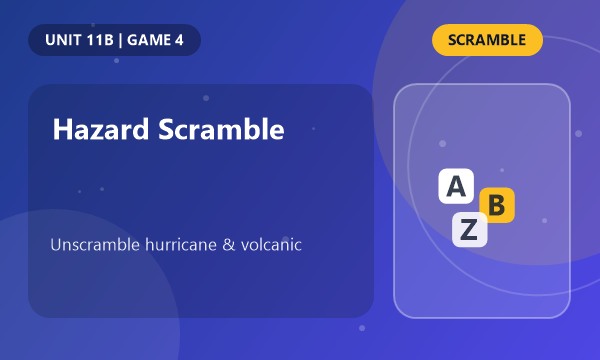 UNIT 11B | GAME 4
SCRAMBLE
Hazard Scramble
Unscramble hurricane & volcanic
A
B
Z